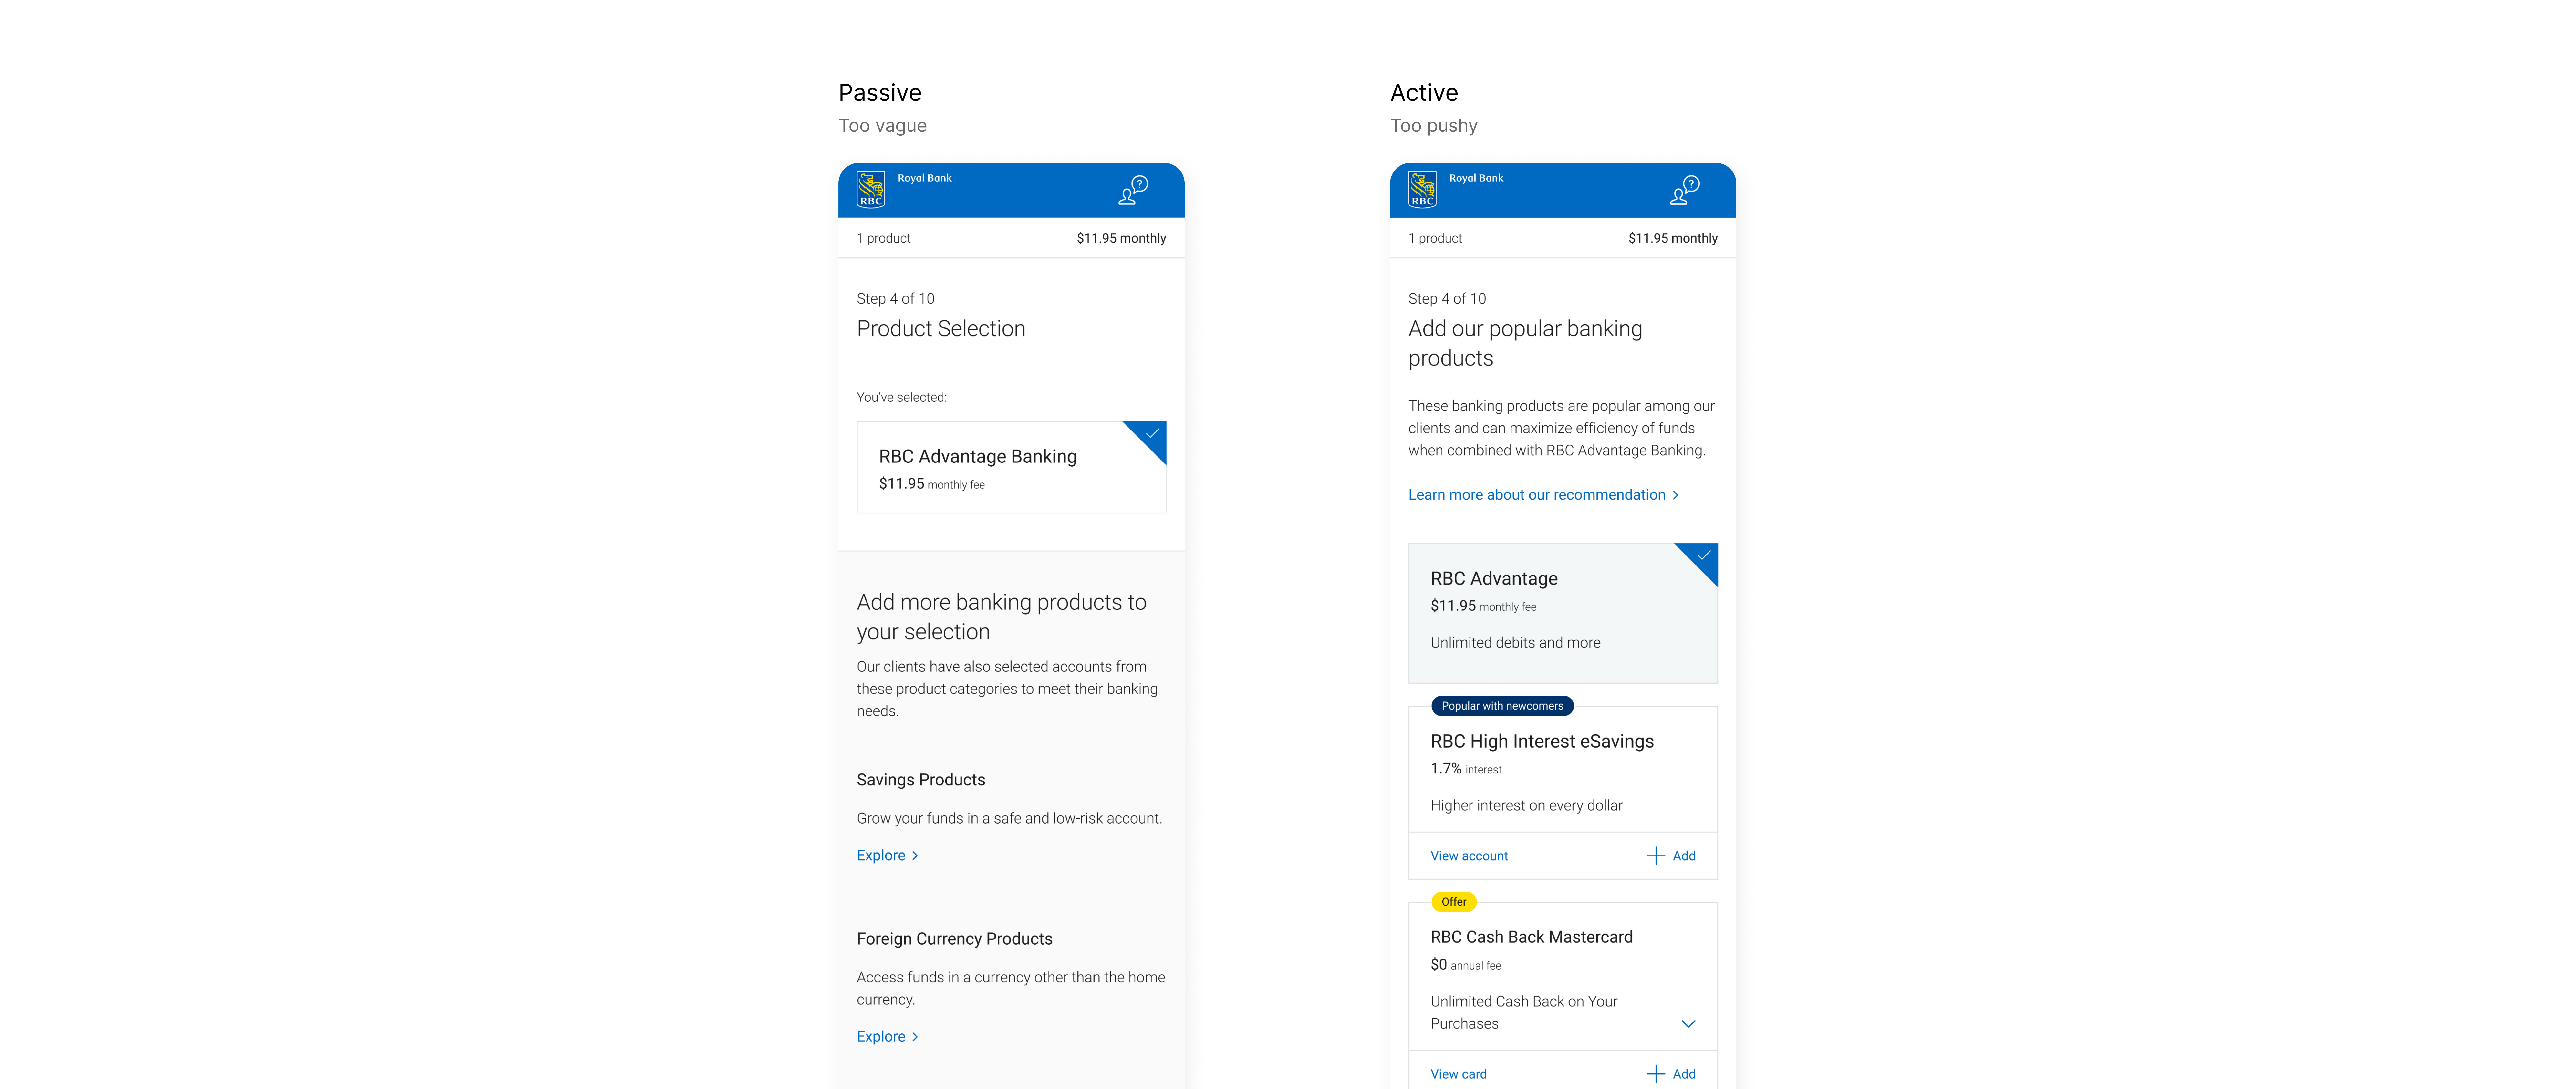 Passive
Too vague
RBC
Royal Bank
?
1 product
$11.95 monthly
Step 4 of 10
Product Selection
You've selected:
RBC Advantage Banking
$11.95 monthly fee
Add more banking products to
your selection
Our clients have also selected accounts from
these product categories to meet their banking
needs.
Savings Products
Grow your funds in a safe and low-risk account.
Explore
Foreign Currency Products
Access funds in a currency other than the home
currency.
Explore
Active
Too pushy
RBC
Royal Bank
?
1 product
$11.95 monthly
Step 4 of 10
Add our popular banking
products
These banking products are popular among our
clients and can maximize efficiency of funds
when combined with RBC Advantage Banking.
Learn more about our recommendation
RBC Advantage
$11.95 monthly fee
Unlimited debits and more
Popular with newcomers
RBC High Interest eSavings
1.7% interest
Higher interest on every dollar
View account
Add
Offer
RBC Cash Back Mastercard
$0 annual fee
Unlimited Cash Back on Your
Purchases
View card
Add